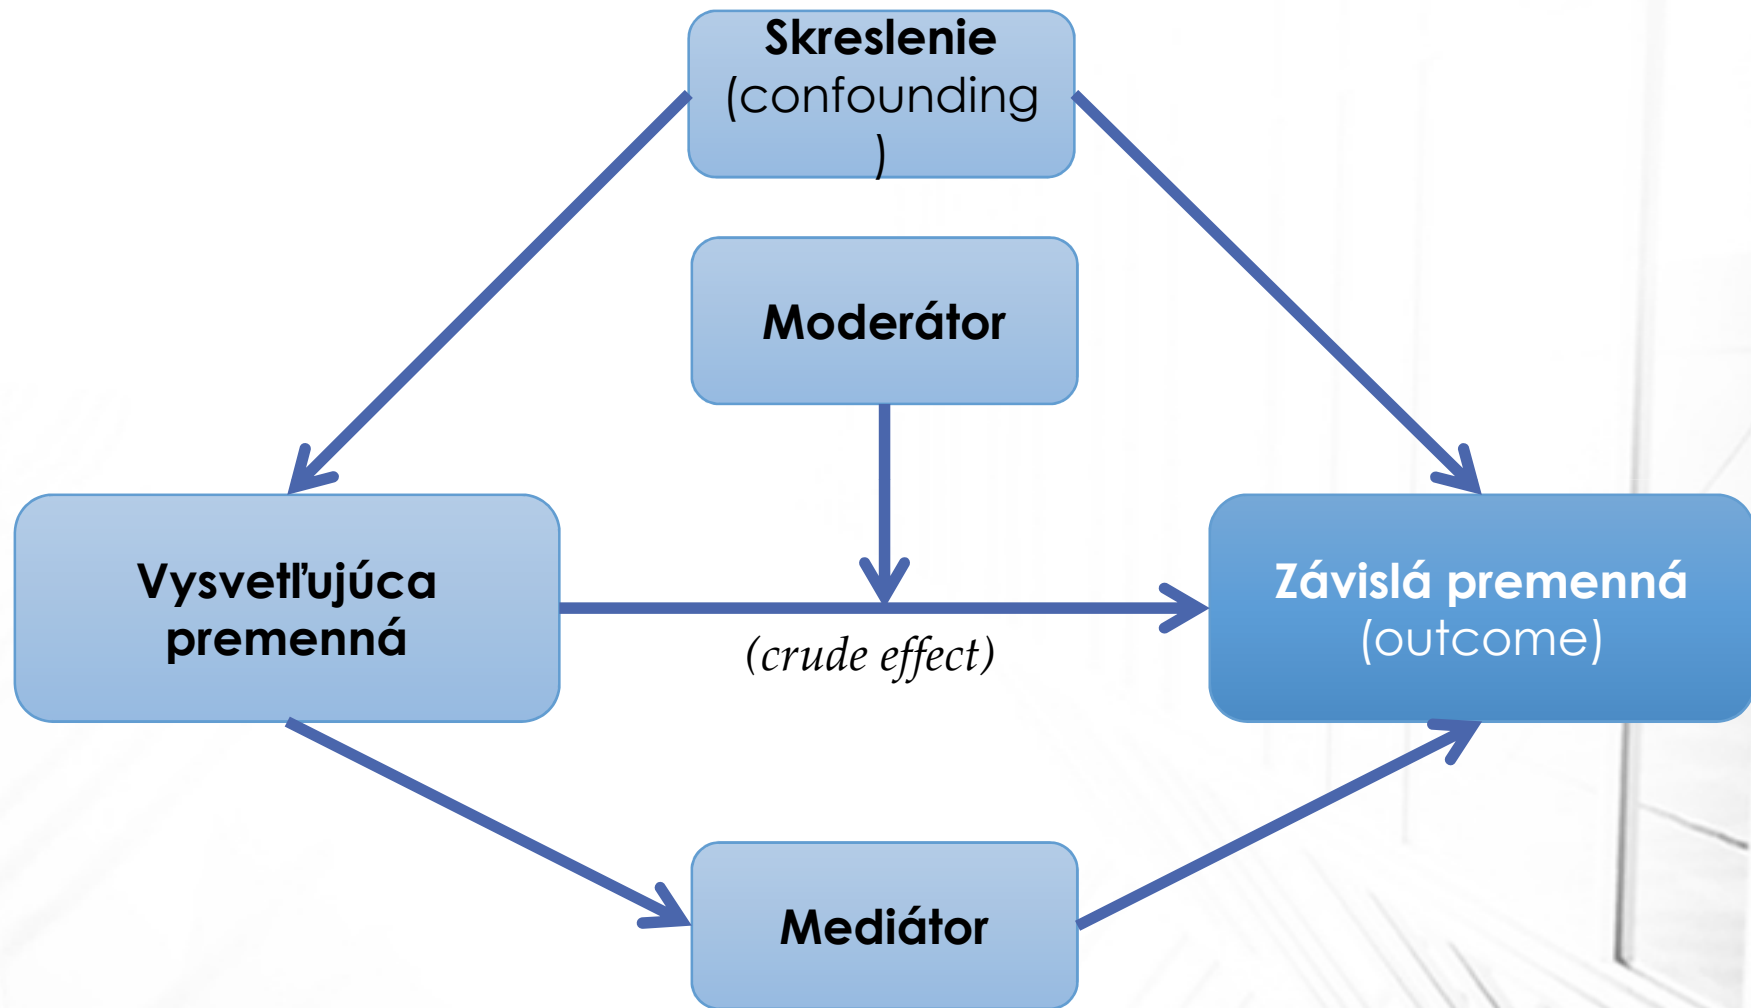 Skreslenie
(confounding
)
Moderátor
Vysvetľujúca
premenná
(crude effect)
Závislá premenná
(outcome)
Mediátor